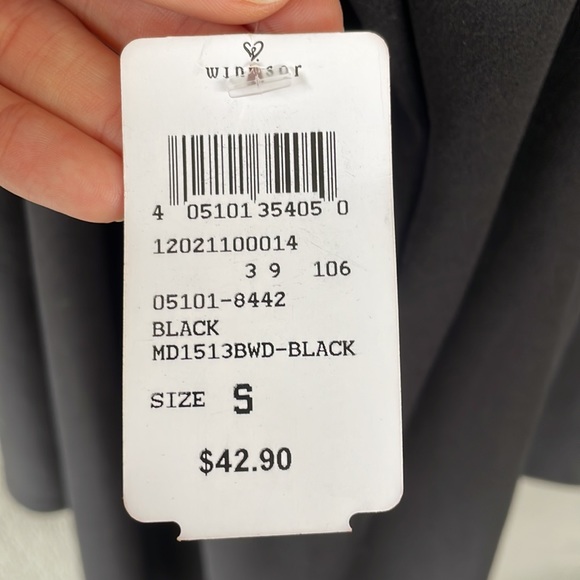 windsor
4 05101 35405 0
12021100014
3 9 106
05101-8442
BLACK
MD1513BWD-BLACK
SIZE S
$42.90